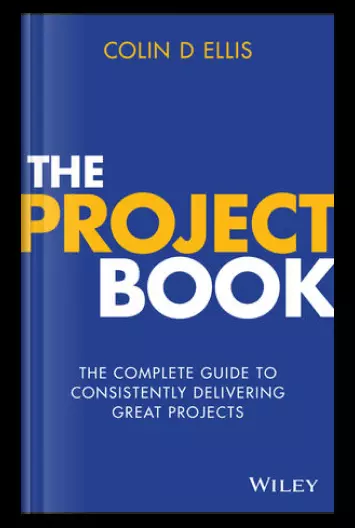 COLIN D ELLIS
THE
PROJECT
BOOK
THE COMPLETE GUIDE TO
CONSISTENTLY DELIVERING
GREAT PROJECTS
WILEY